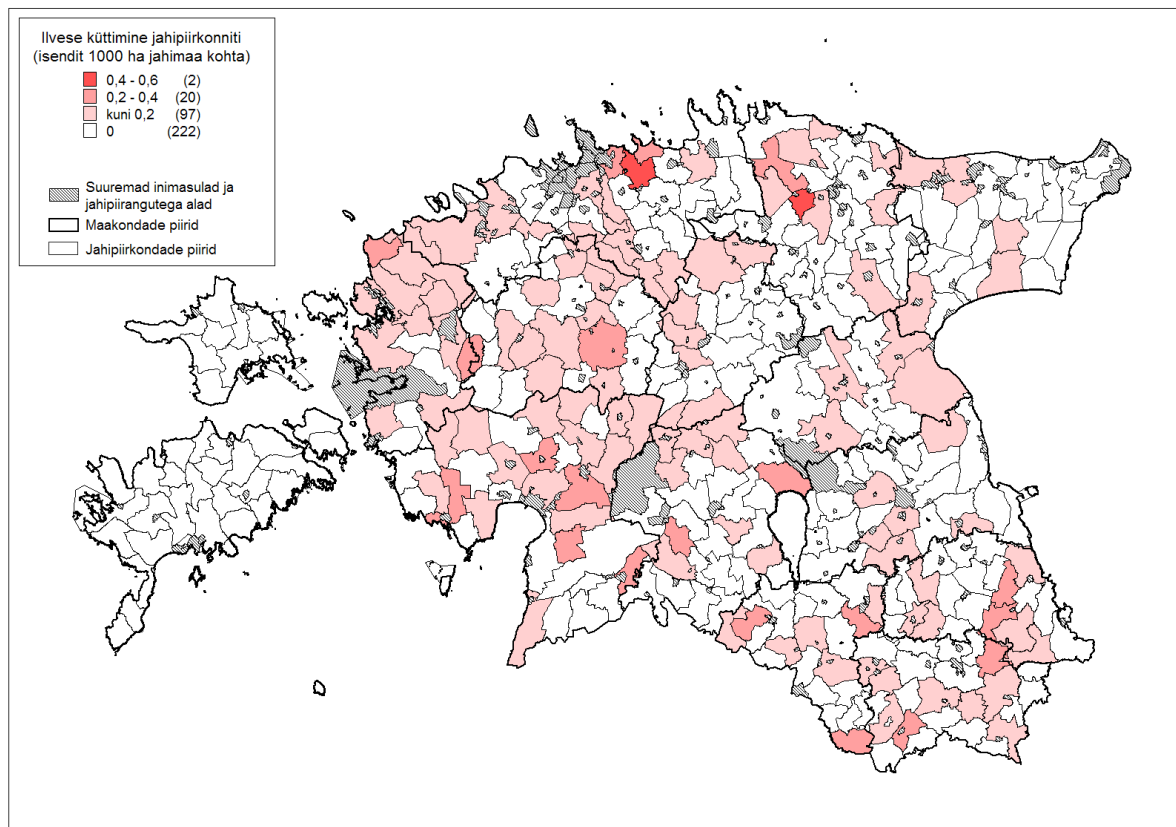 Ilvese küttimine jahipiirkonniti
(isendit 1000 ha jahimaa kohta)
0,4 - 0,6 (2)
0,2 - 0,4 (20)
kuni 0,2 (97)
0 (222)
Suuremad inimasulad ja
jahipiirangutega alad
Maakondade piirid
Jahipiirkondade piirid